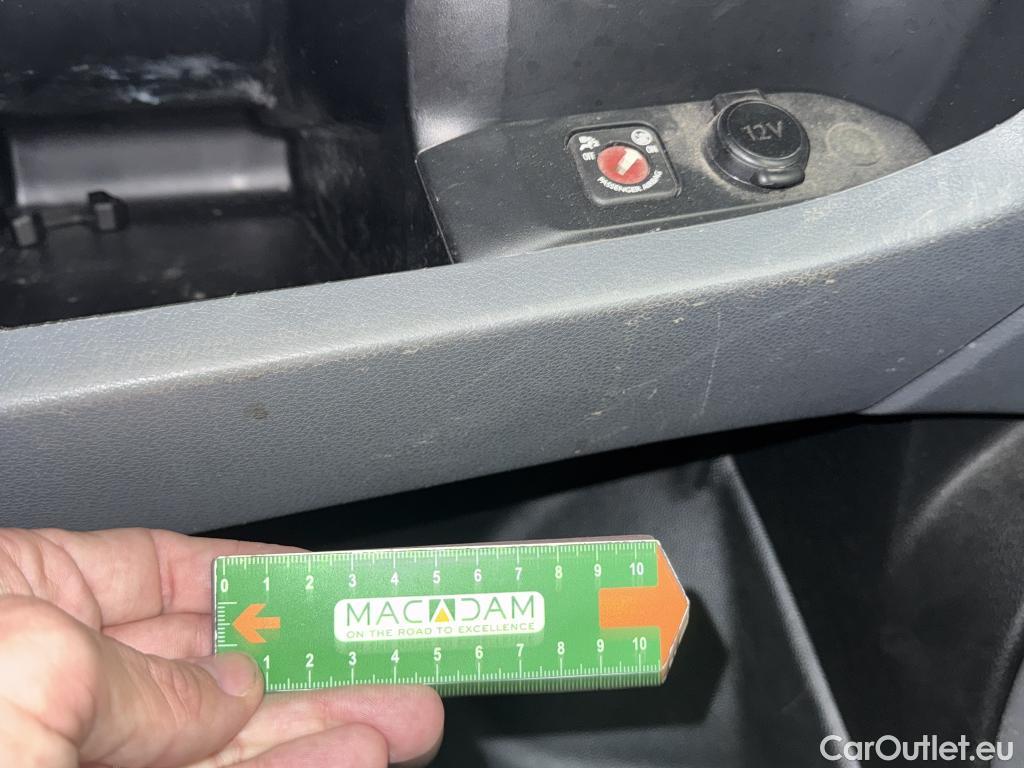 12V
OFF ON
PASSENGER AIRBAG
0 1 2 3 4 5 6 7 8 9 10
MACADAM
ON THE ROAD TO EXCELLENCE
1 2 3 4 5 6 7 8 9 10
CarOutlet.eu